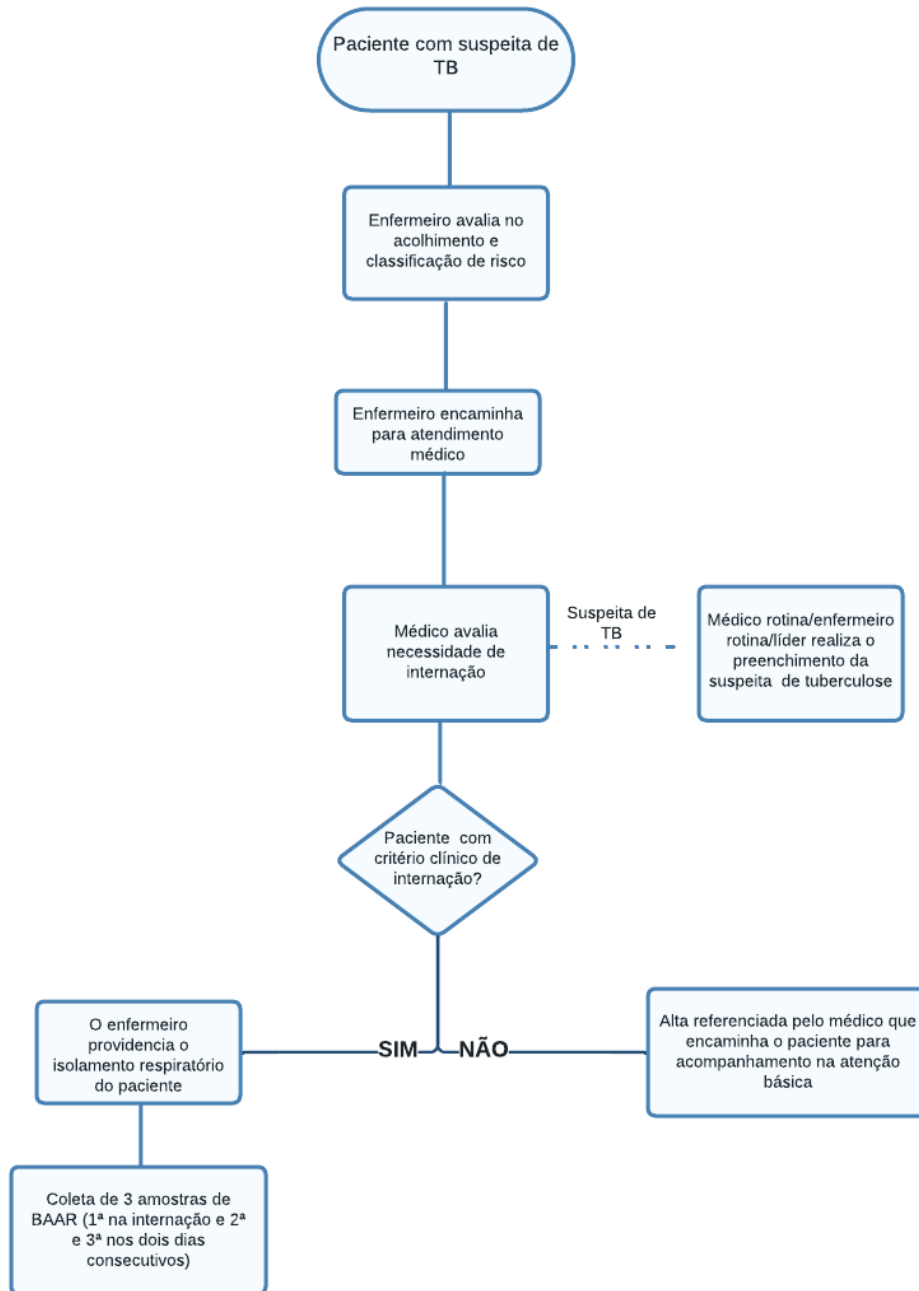 Paciente com suspeita de
TB
Enfermeiro avalia no
acolhimento e
classificação de risco
Enfermeiro encaminha
para atendimento
médico
Médico avalia
necessidade de
internação
Suspeita de
TB
Médico rotina/enfermeiro
rotina/líder realiza o
preenchimento da
suspeita de tuberculose
Paciente com
critério clínico de
internação?
SIM
NÃO
O enfermeiro
providencia o
isolamento respiratório
do paciente
Alta referenciada pelo médico que
encaminha o paciente para
acompanhamento na atenção
básica
Coleta de 3 amostras de
BAAR (1ª na internação e 2ª
e 3ª nos dois dias
consecutivos)